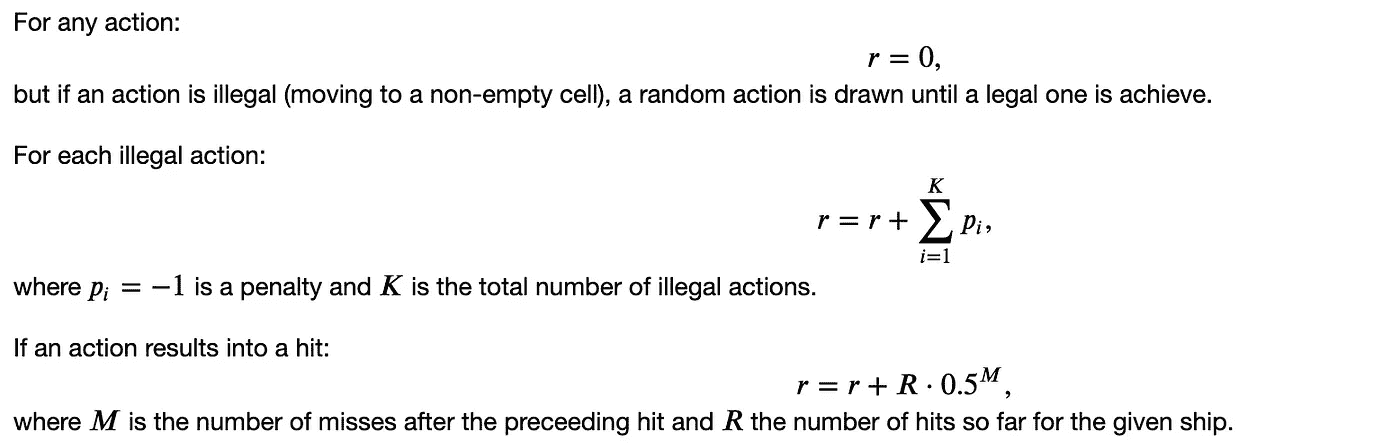 For any action:
r = 0,
but if an action is illegal (moving to a non-empty cell), a random action is drawn until a legal one is achieve.
For each illegal action:
r = r + \sum_{i=1}^{K} p_i,
where p_i = −1 is a penalty and K is the total number of illegal actions.
If an action results into a hit:
r = r + R · 0.5^M,
where M is the number of misses after the preceeding hit and R the number of hits so far for the given ship.